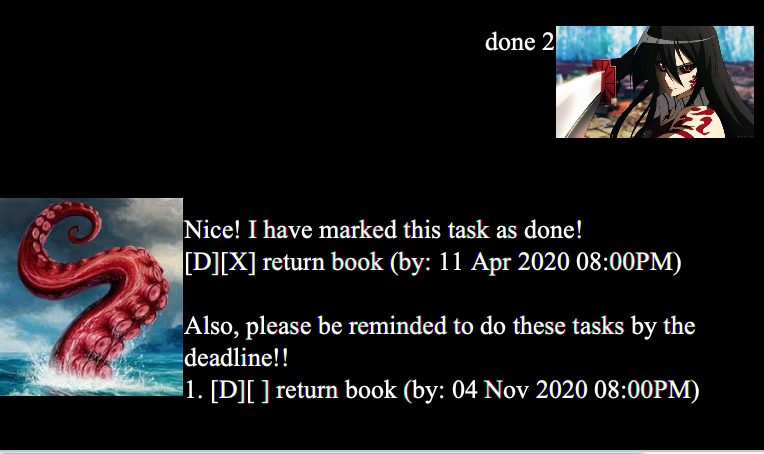 done 2
Nice! I have marked this task as done!
[D][X] return book (by: 11 Apr 2020 08:00PM)
Also, please be reminded to do these tasks by the
deadline!!
1. [D][ ] return book (by: 04 Nov 2020 08:00PM)